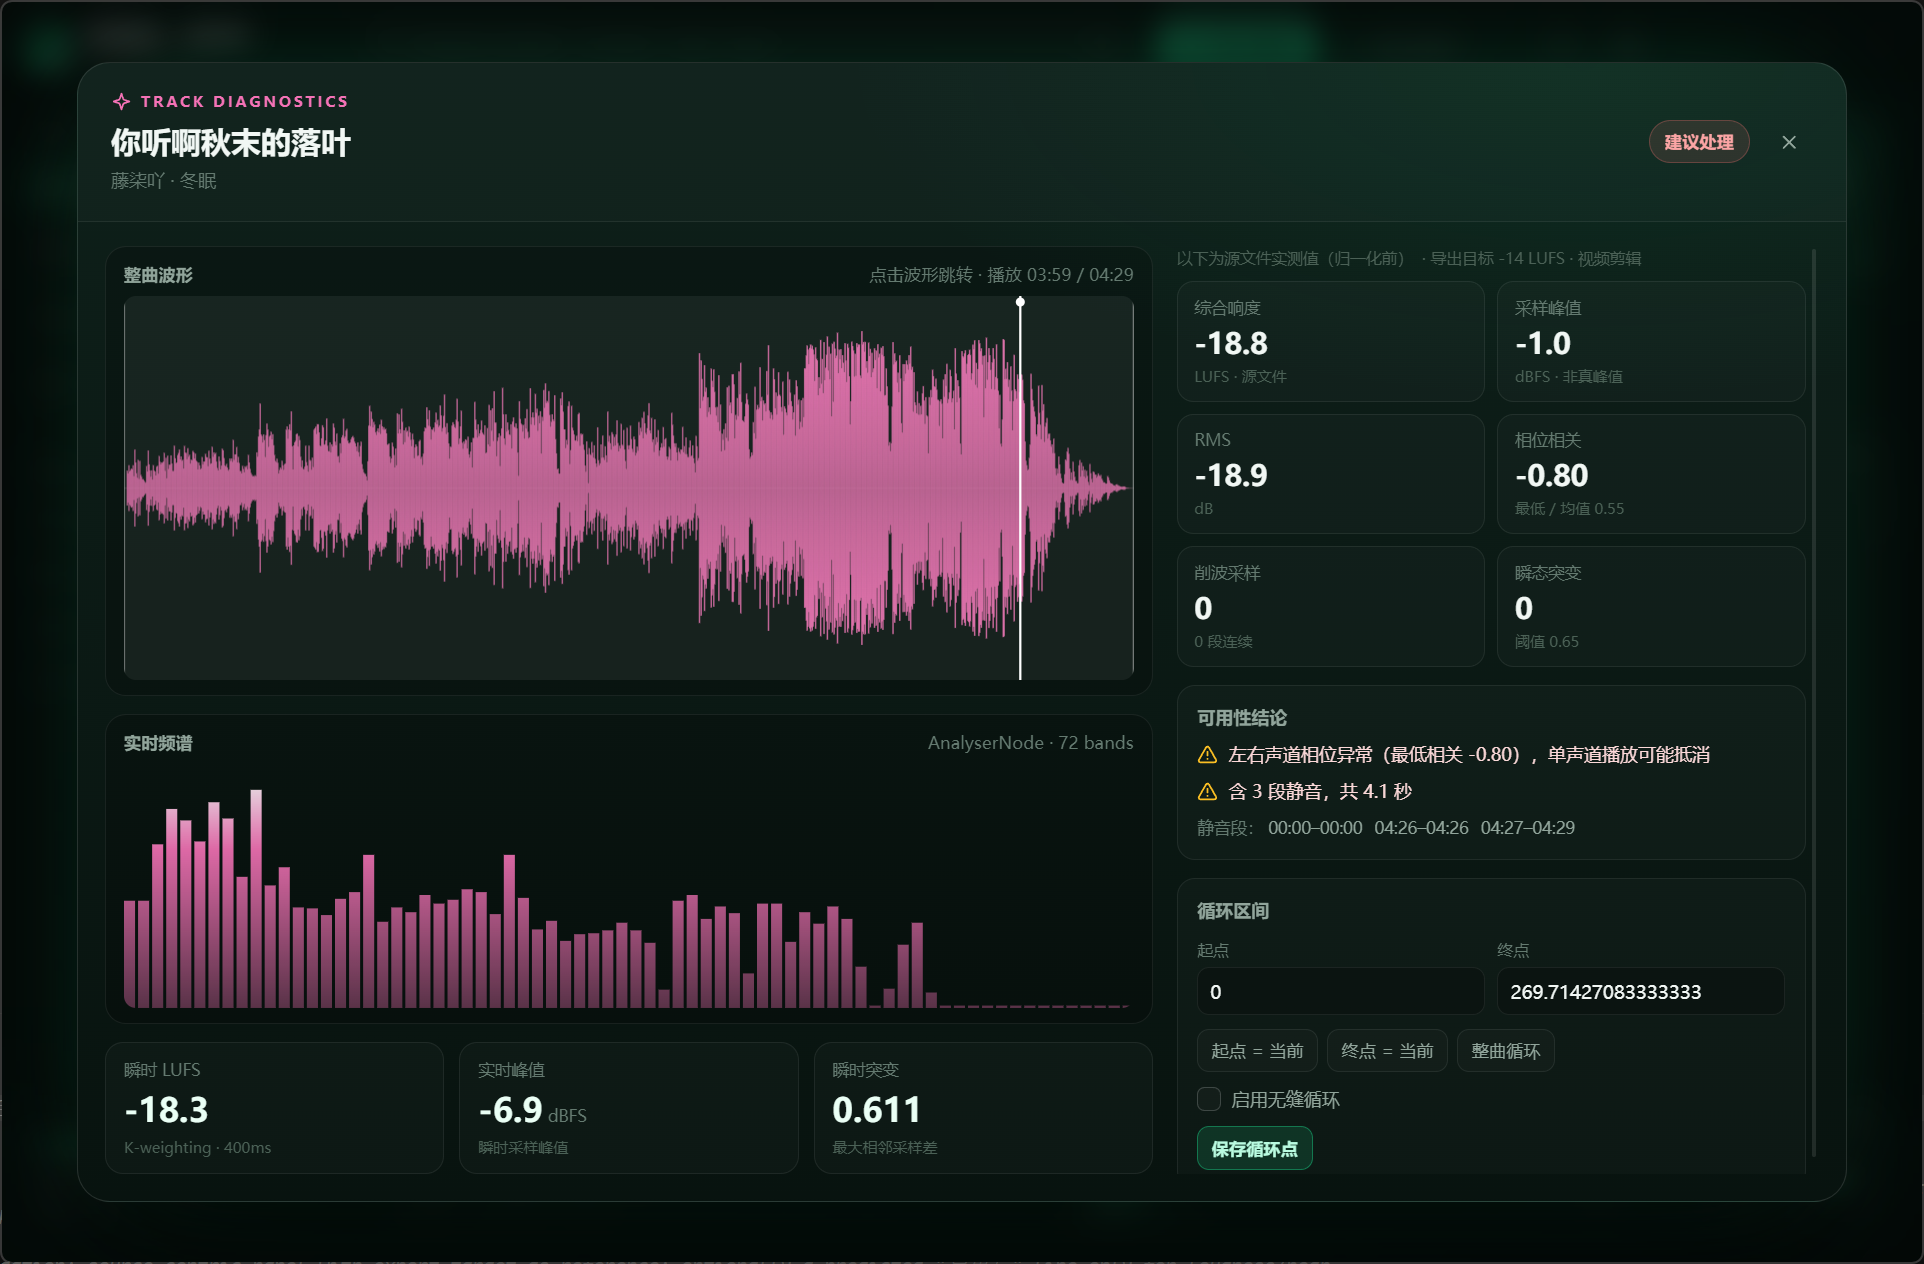 TRACK DIAGNOSTICS
你听啊秋末的落叶
藤柒吖 · 冬眠
建议处理
整曲波形
点击波形跳转 · 播放 03:59 / 04:29
实时频谱
AnalyserNode · 72 bands
瞬时 LUFS
-18.3
K-weighting · 400ms
实时峰值
-6.9 dBFS
瞬时采样峰值
瞬时突变
0.611
最大相邻采样差
以下为源文件实测值（归一化前） · 导出目标 -14 LUFS · 视频剪辑
综合响度
-18.8
LUFS · 源文件
采样峰值
-1.0
dBFS · 非真峰值
RMS
-18.9
dB
相位相关
-0.80
最低 / 均值 0.55
削波采样
0
0 段连续
瞬态突变
0
阈值 0.65
可用性结论
左右声道相位异常（最低相关 -0.80），单声道播放可能抵消
含 3 段静音，共 4.1 秒
静音段： 00:00–00:00 04:26–04:26 04:27–04:29
循环区间
起点
终点
0
269.71427083333333
起点 = 当前
终点 = 当前
整曲循环
启用无缝循环
保存循环点